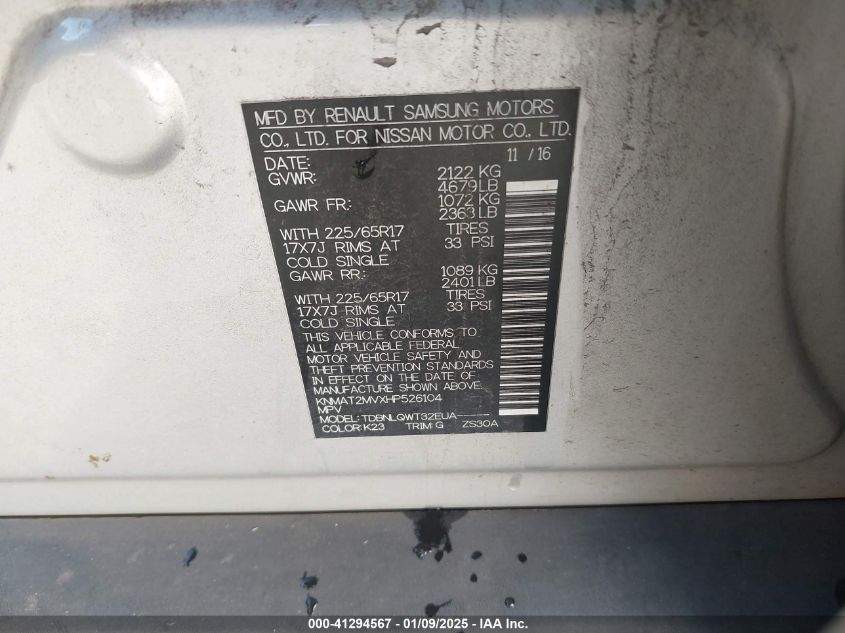 MFD BY RENAULT SAMSUNG MOTORS
CO., LTD. FOR NISSAN MOTOR CO., LTD.
DATE: 11 / 16
GVWR: 2122 KG
4679LB
GAWR FR: 1072 KG
2363 LB
WITH 225/65R17 TIRES
17X7J RIMS AT 33 PSI
COLD SINGLE
GAWR RR: 1089 KG
2401LB
WITH 225/65R17 TIRES
17X7J RIMS AT 33 PSI
COLD SINGLE
THIS VEHICLE CONFORMS TO
ALL APPLICABLE FEDERAL
MOTOR VEHICLE SAFETY AND
THEFT PREVENTION STANDARDS
IN EFFECT ON THE DATE OF
MANUFACTURE SHOWN ABOVE.
KNMAT2MVXHP526104
MPV
MODEL: TDBNLQWT32EUA-----
COLOR: K23 TRIM: G ZS30A
000-41294567 - 01/09/2025 - IAA Inc.